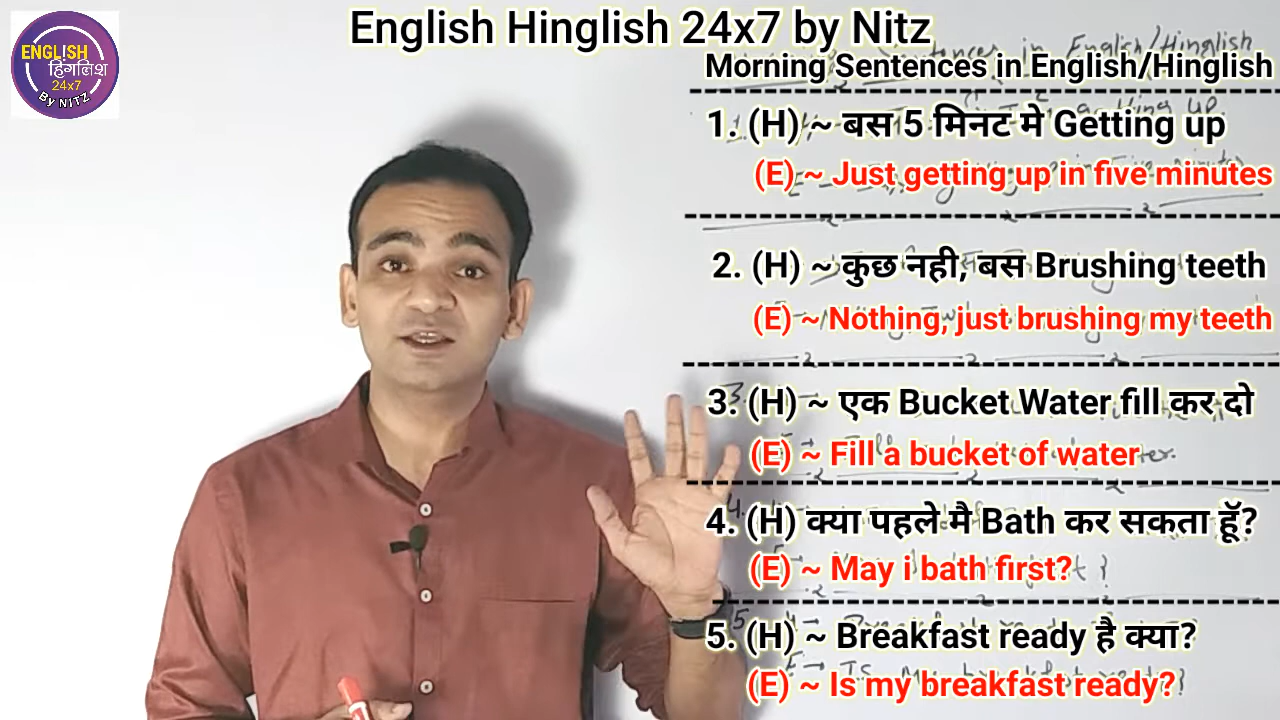 English Hinglish 24x7 by Nitz
ENGLISH
हिंगलिश
24x7
By NITZ
Morning Sentences in English/Hinglish
1. (H) ~ बस 5 मिनट मे Getting up
(E) ~ Just getting up in five minutes
2. (H) ~ कुछ नही, बस Brushing teeth
(E) ~ Nothing, just brushing my teeth
3. (H) ~ एक Bucket Water fill कर दो
(E) ~ Fill a bucket of water
4. (H) क्या पहले मै Bath कर सकता हूॅ?
(E) ~ May i bath first?
5. (H) ~ Breakfast ready है क्या?
(E) ~ Is my breakfast ready?